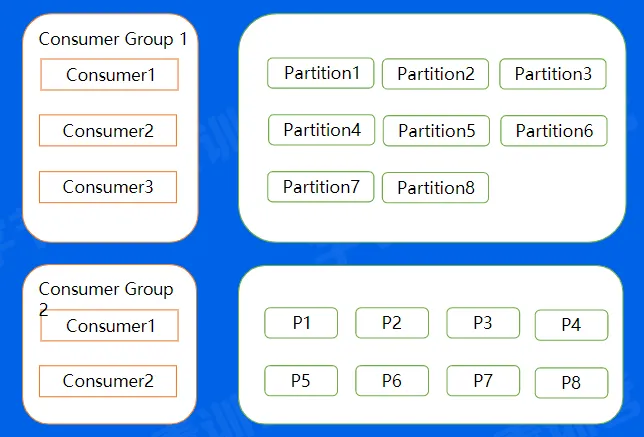 Consumer Group 1
Consumer1
Consumer2
Consumer3
Partition1 Partition2 Partition3
Partition4 Partition5 Partition6
Partition7 Partition8
Consumer Group
2
Consumer1
Consumer2
P1 P2 P3 P4
P5 P6 P7 P8